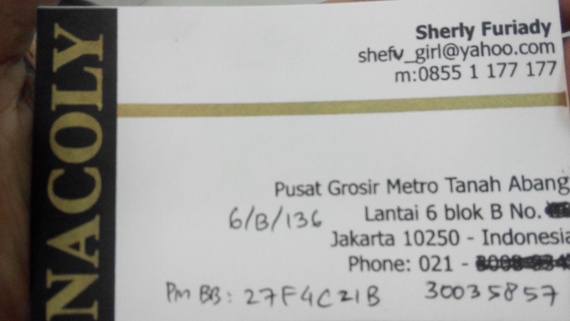 NACOLY
Sherly Furiady
shefv_girl@yahoo.com
m:0855 1 177 177
Pusat Grosir Metro Tanah Abang
6/B/136 Lantai 6 blok B No.
Jakarta 10250 - Indonesia
Phone: 021 -
Pm BB: 27F4C21B 30035857